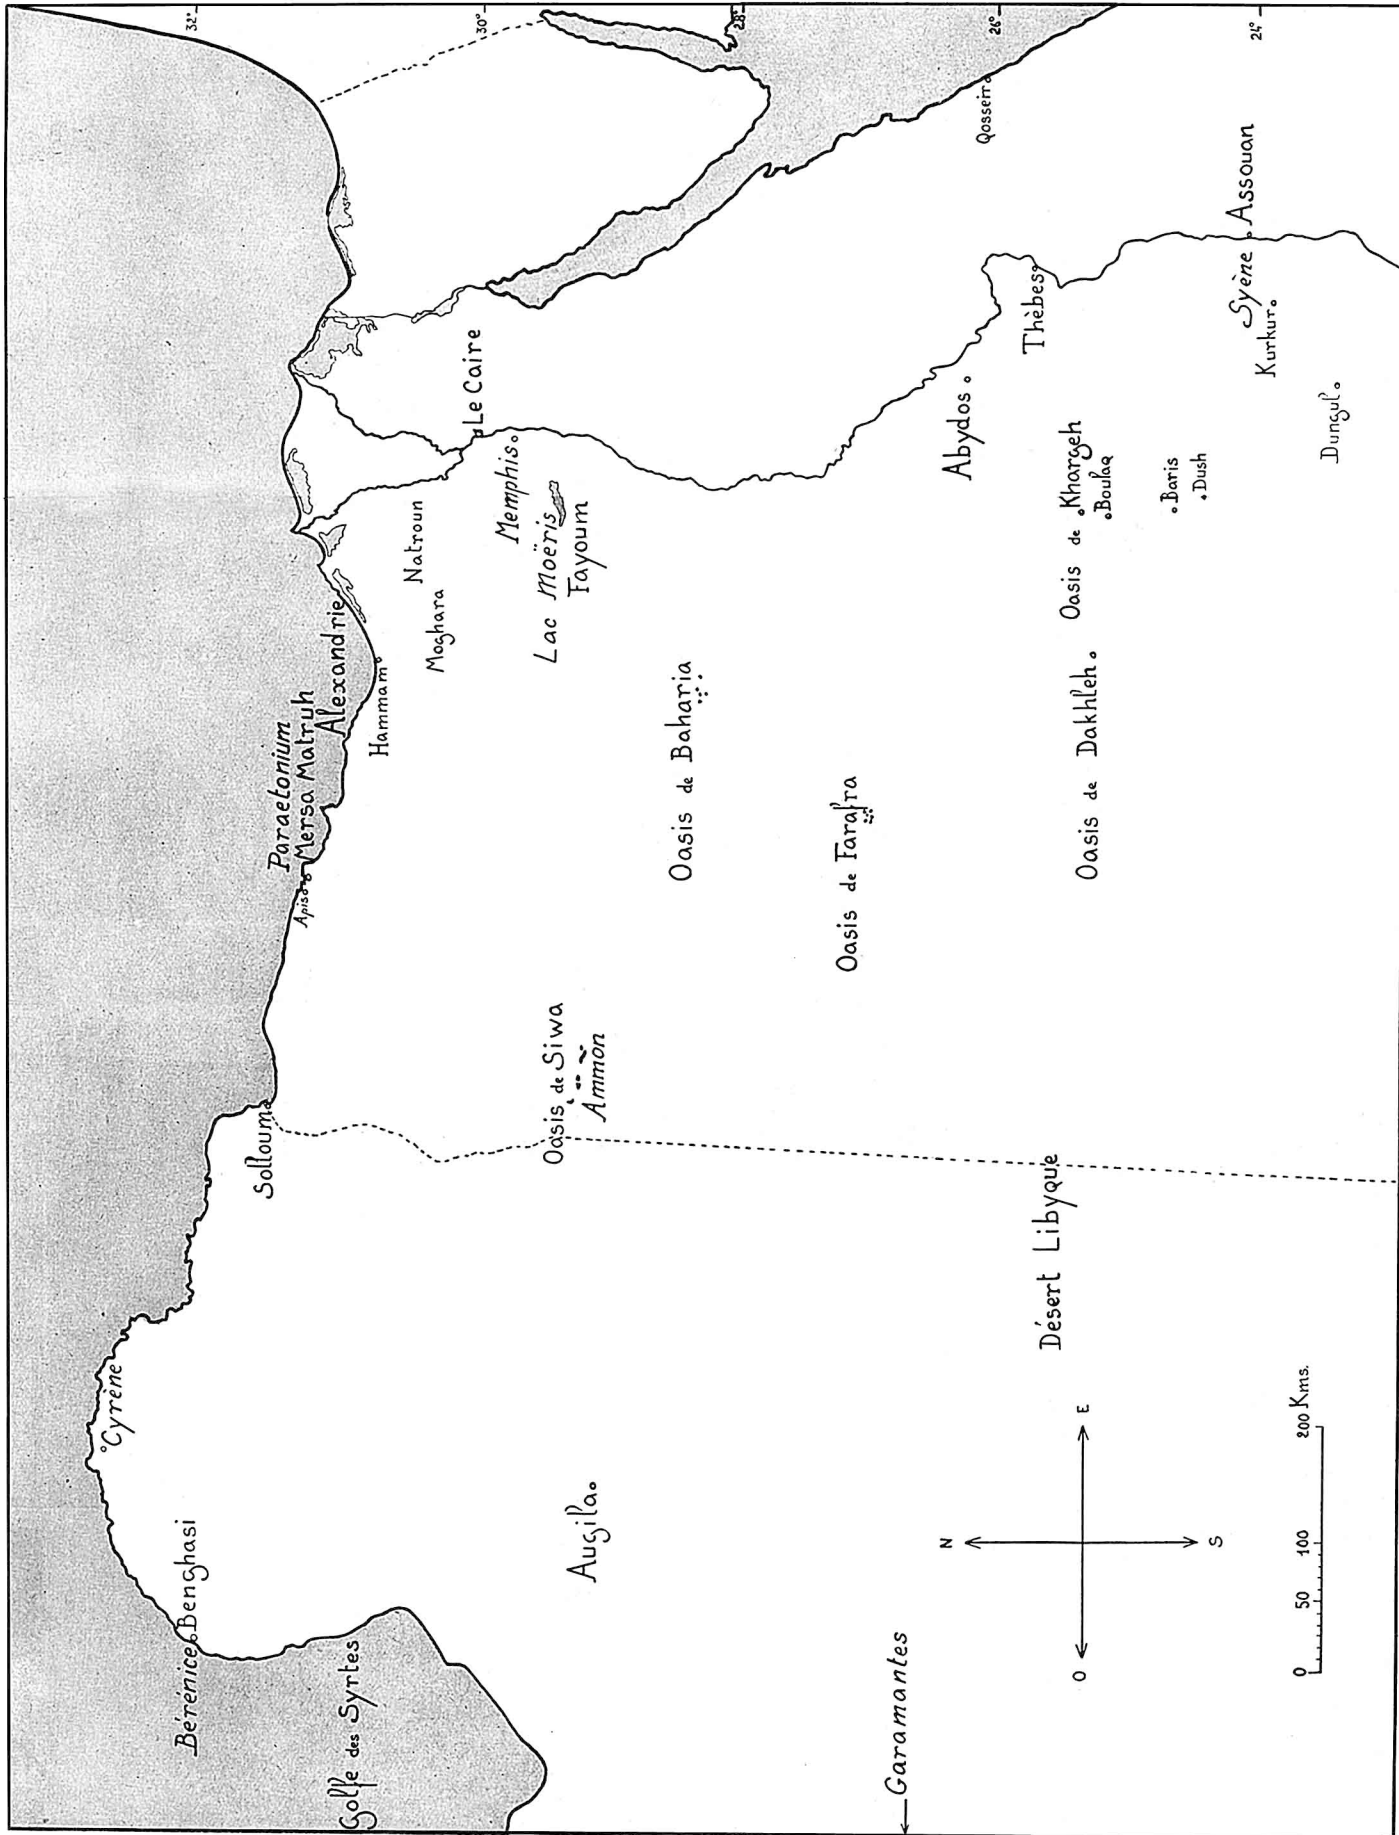 32°
30°
28°
26°
24°
Cyrène
Bérénice
Benghasi
Golfe des Syrtes
Solloum
Apis
Paraetonium
Mersa Matruh
Alexandrie
Hammam
Natroun
Moghara
Le Caire
Memphis
Lac Moëris
Fayoum
Oasis de Siwa
Ammon
Augila
Oasis de Baharia
Oasis de Farafra
Garamantes
Qosseir
Abydos
Thèbes
Désert Libyque
Oasis de Dakhleh
Oasis de Khargeh
Boulaq
Baris
Dush
Syène
Assouan
Kurkur
Dungul
N
O
E
S
0 50 100 200 Kms.